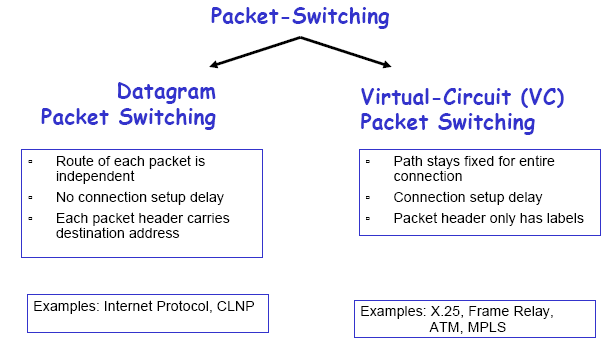 Packet-Switching
Datagram
Packet Switching
▫ Route of each packet is
independent
▫ No connection setup delay
▫ Each packet header carries
destination address
Examples: Internet Protocol, CLNP
Virtual-Circuit (VC)
Packet Switching
▫ Path stays fixed for entire
connection
▫ Connection setup delay
▫ Packet header only has labels
Examples: X.25, Frame Relay,
ATM, MPLS